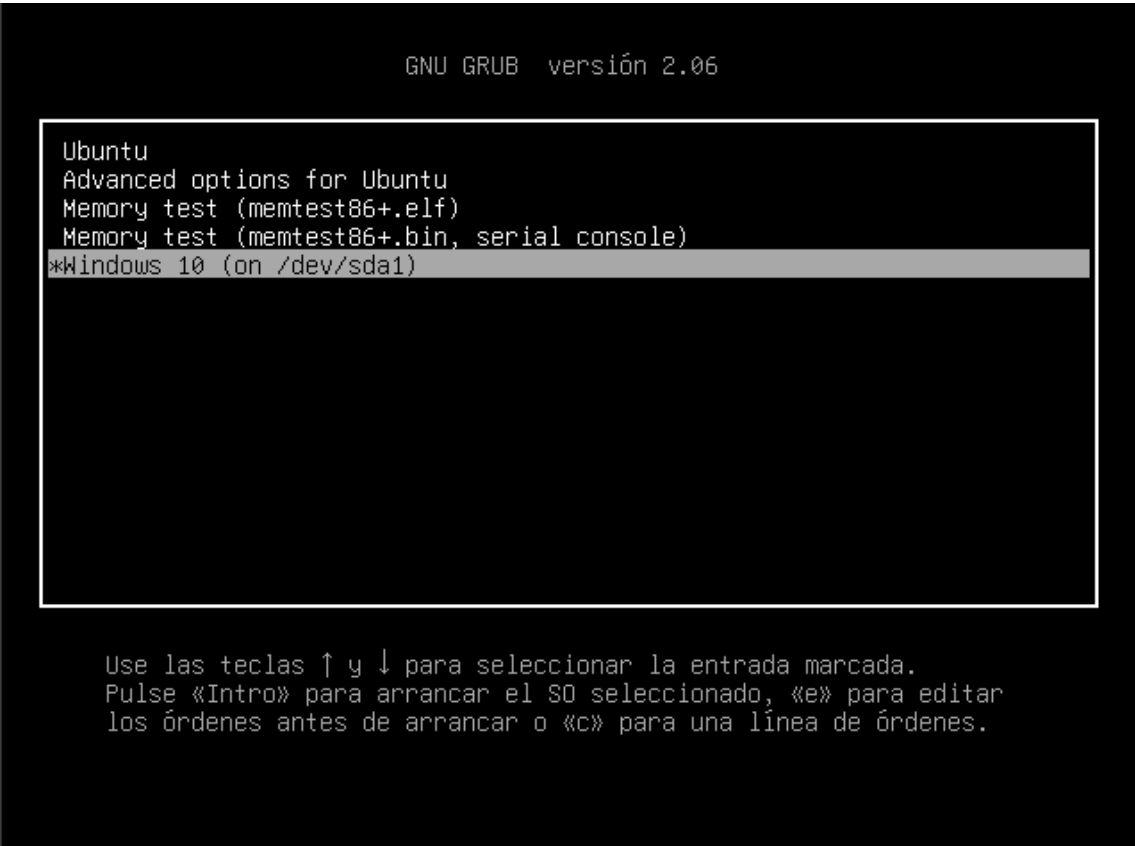 GNU GRUB versión 2.06
Ubuntu
Advanced options for Ubuntu
Memory test (memtest86+.elf)
Memory test (memtest86+.bin, serial console)
*Windows 10 (on /dev/sda1)
Use las teclas ↑ y ↓ para seleccionar la entrada marcada.
Pulse «Intro» para arrancar el SO seleccionado, «e» para editar
los órdenes antes de arrancar o «c» para una línea de órdenes.